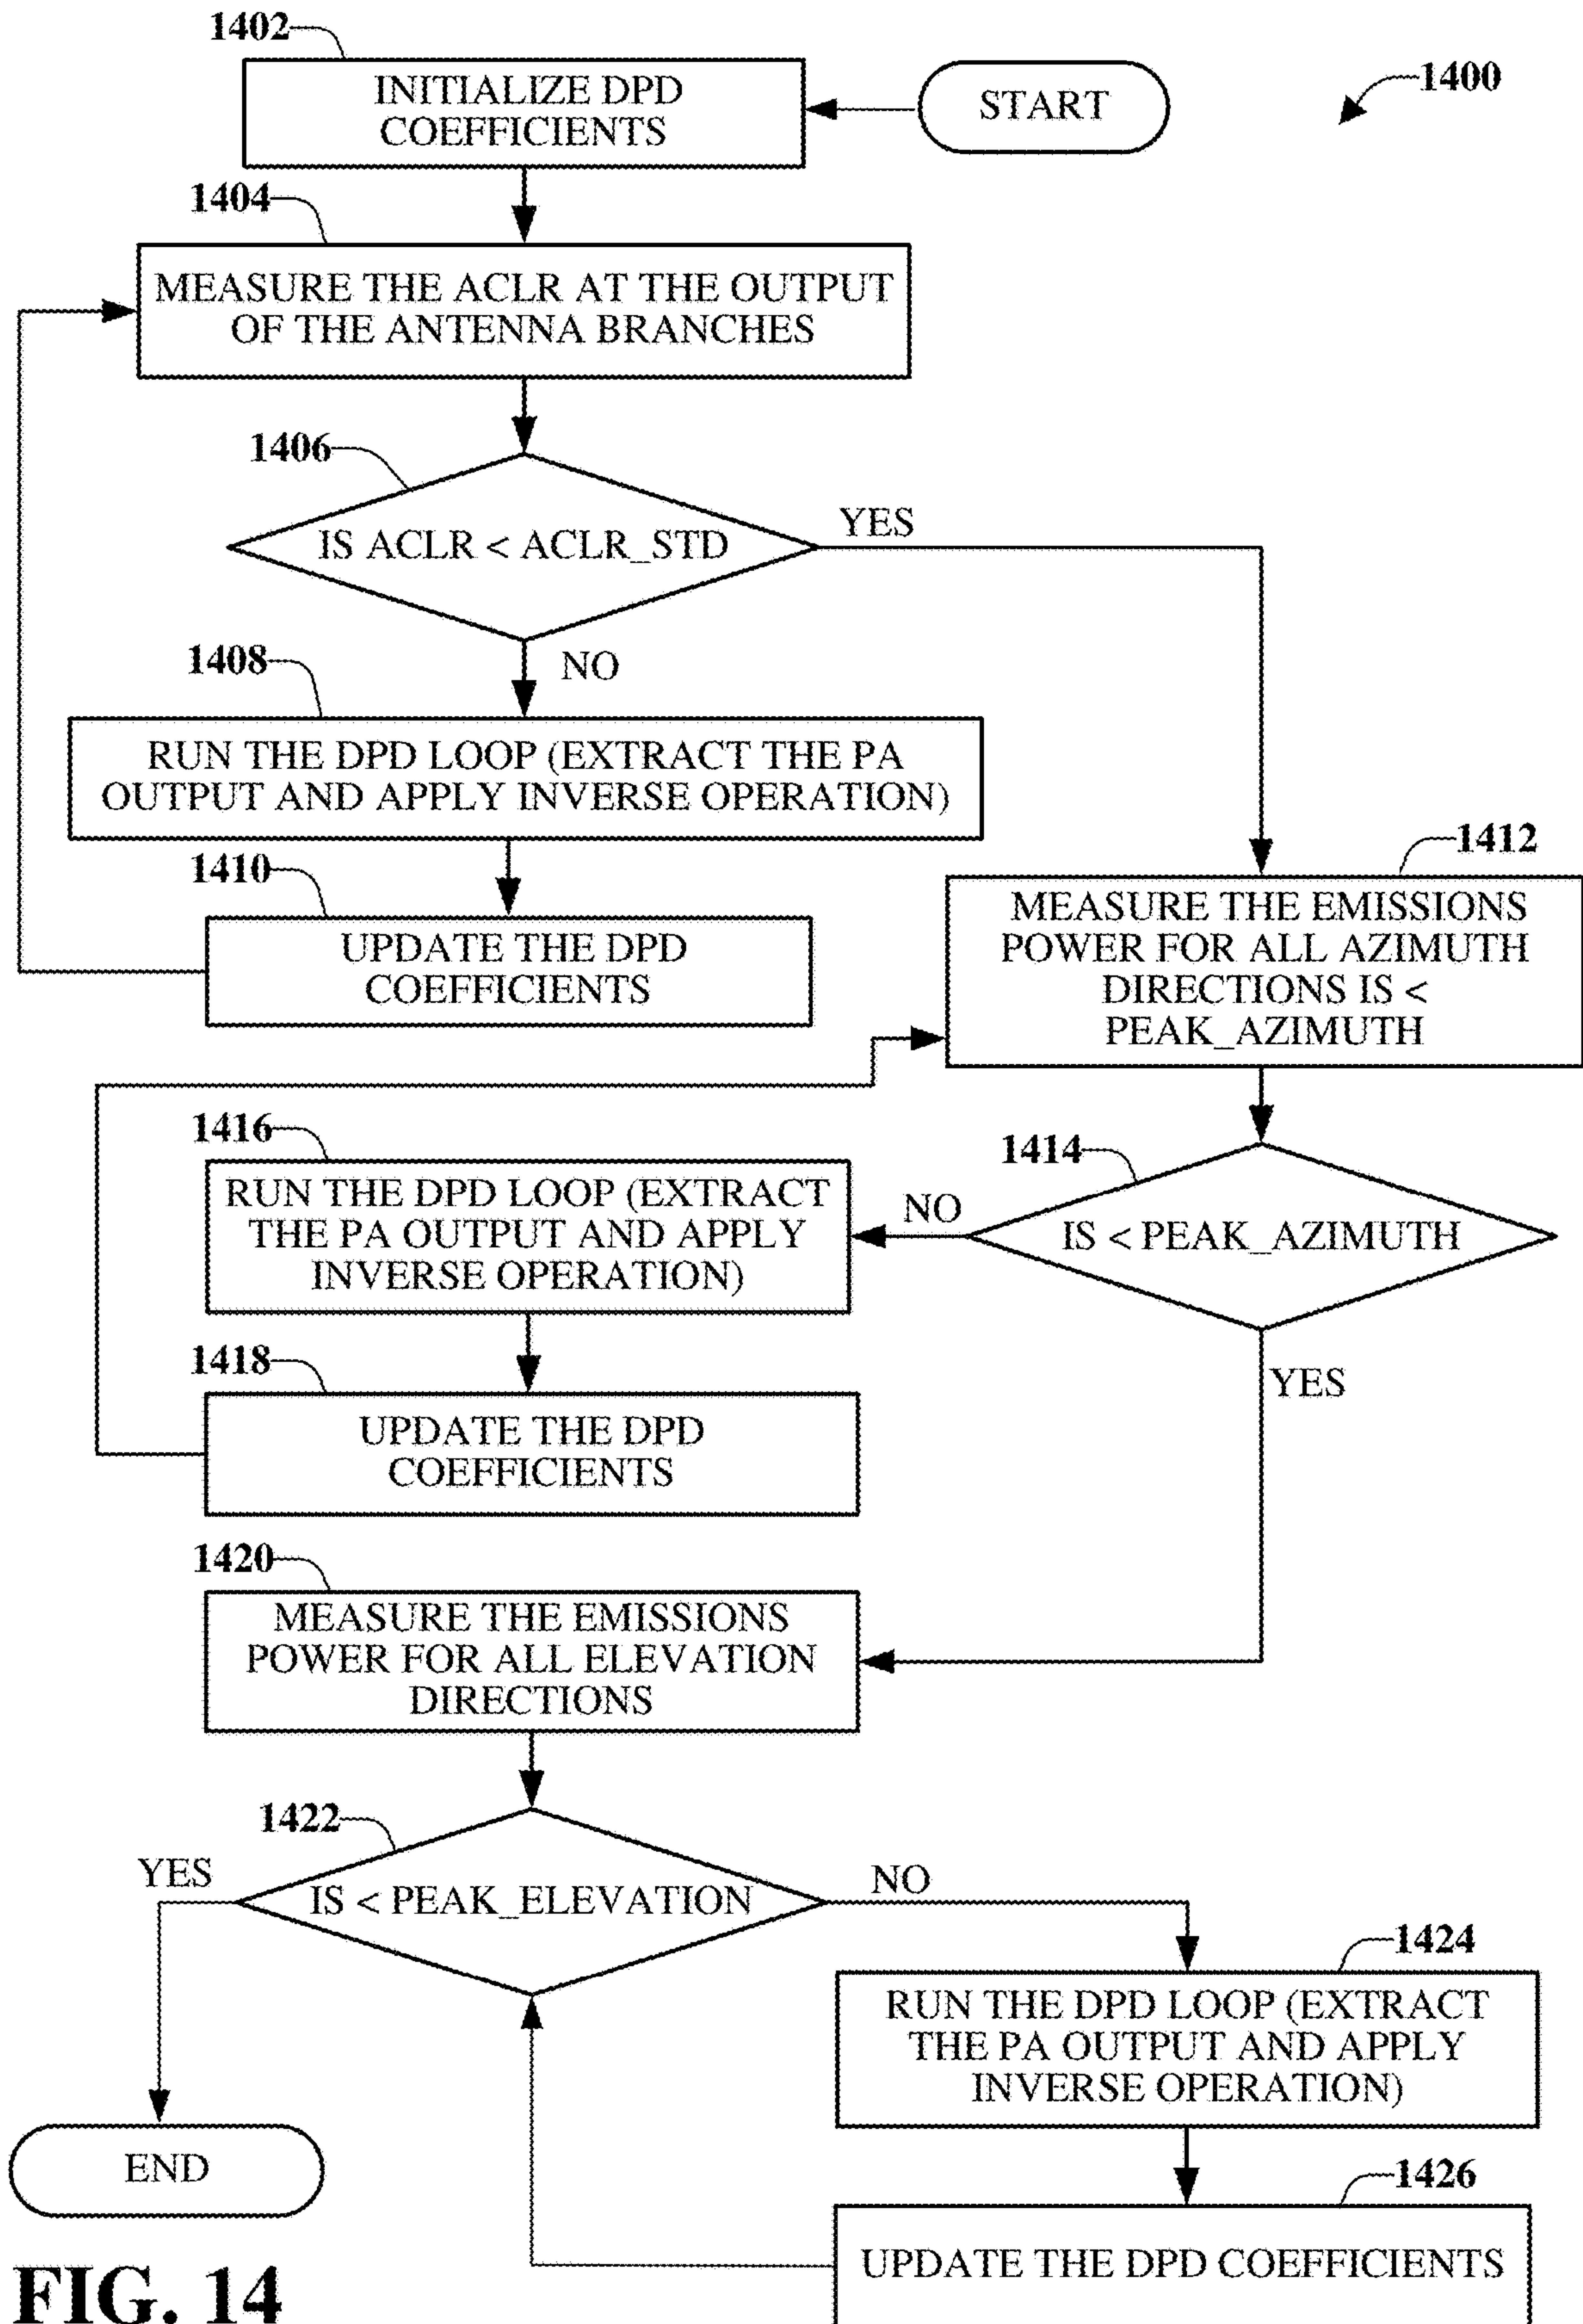 1402
INITIALIZE DPD
COEFFICIENTS
START
1400
1404
MEASURE THE ACLR AT THE OUTPUT
OF THE ANTENNA BRANCHES
1406
IS ACLR < ACLR_STD
YES
NO
1408
RUN THE DPD LOOP (EXTRACT THE PA
OUTPUT AND APPLY INVERSE OPERATION)
1410
UPDATE THE DPD
COEFFICIENTS
1412
MEASURE THE EMISSIONS
POWER FOR ALL AZIMUTH
DIRECTIONS IS <
PEAK_AZIMUTH
1414
IS < PEAK_AZIMUTH
NO
YES
1416
RUN THE DPD LOOP (EXTRACT
THE PA OUTPUT AND APPLY
INVERSE OPERATION)
1418
UPDATE THE DPD
COEFFICIENTS
1420
MEASURE THE EMISSIONS
POWER FOR ALL ELEVATION
DIRECTIONS
1422
IS < PEAK_ELEVATION
YES
NO
1424
RUN THE DPD LOOP (EXTRACT
THE PA OUTPUT AND APPLY
INVERSE OPERATION)
END
1426
UPDATE THE DPD COEFFICIENTS
FIG. 14